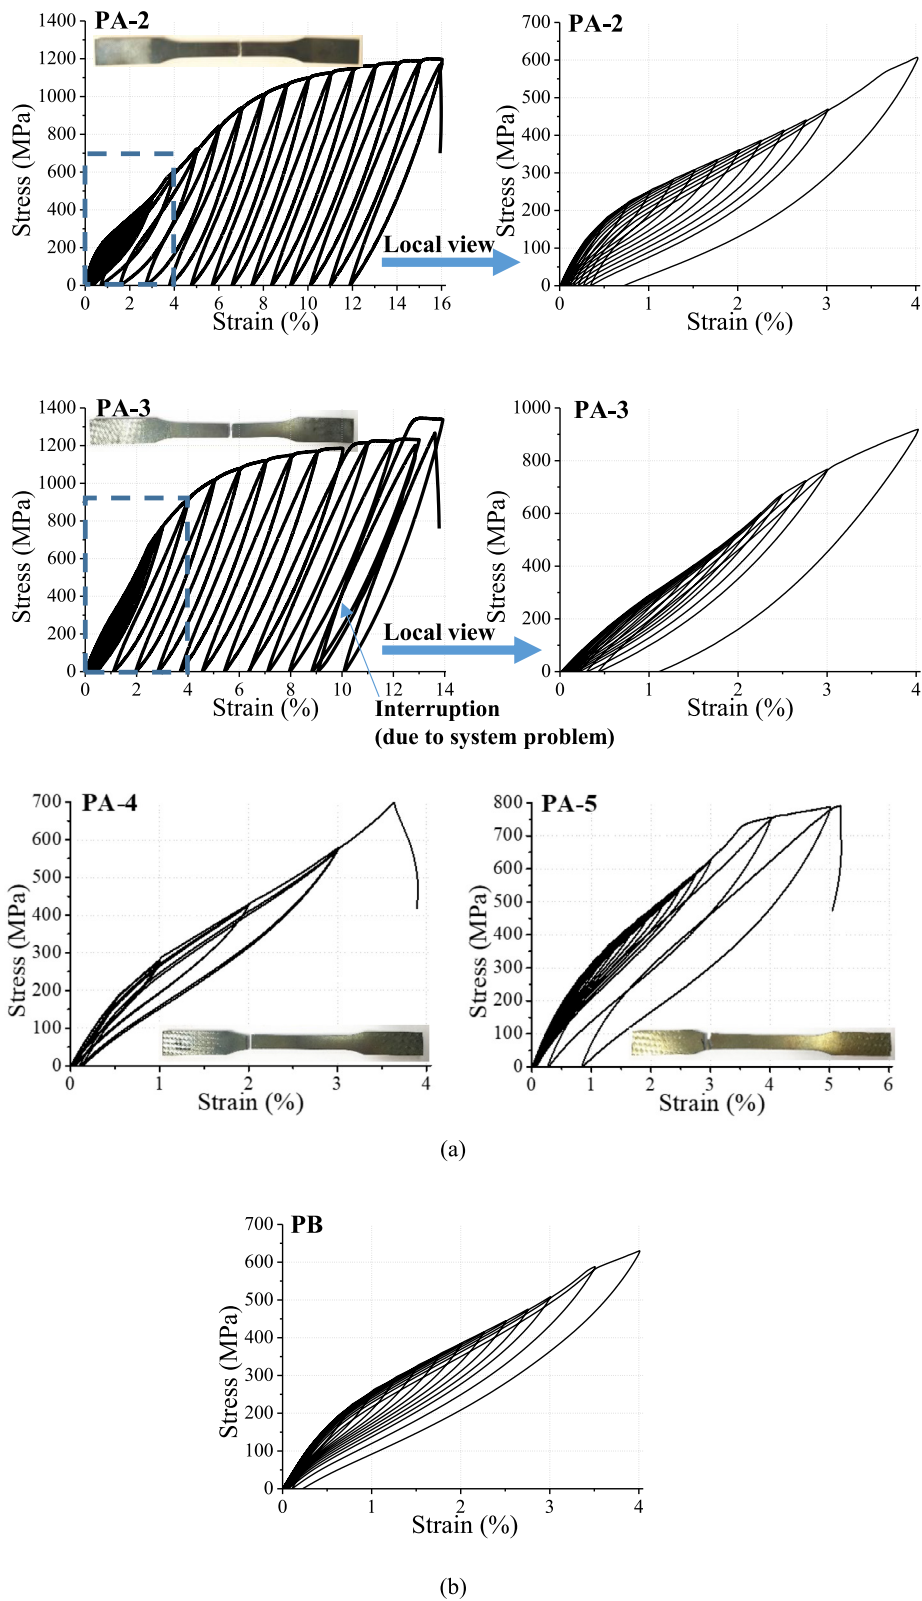 PA-2
1400
1200
1000
800
600
400
200
0
Stress (MPa)
0 2 4 6 8 10 12 14 16
Strain (%)
Local view
PA-2
700
600
500
400
300
200
100
0
Stress (MPa)
0 1 2 3 4
Strain (%)
PA-3
1400
1200
1000
800
600
400
200
0
Stress (MPa)
0 2 4 6 8 10 12 14
Strain (%)
Local view
Interruption
(due to system problem)
PA-3
1000
800
600
400
200
0
Stress (MPa)
0 1 2 3 4
Strain (%)
PA-4
700
600
500
400
300
200
100
0
Stress (MPa)
0 1 2 3 4
Strain (%)
PA-5
800
700
600
500
400
300
200
100
0
Stress (MPa)
0 1 2 3 4 5 6
Strain (%)
(a)
PB
700
600
500
400
300
200
100
0
Stress (MPa)
0 1 2 3 4
Strain (%)
(b)